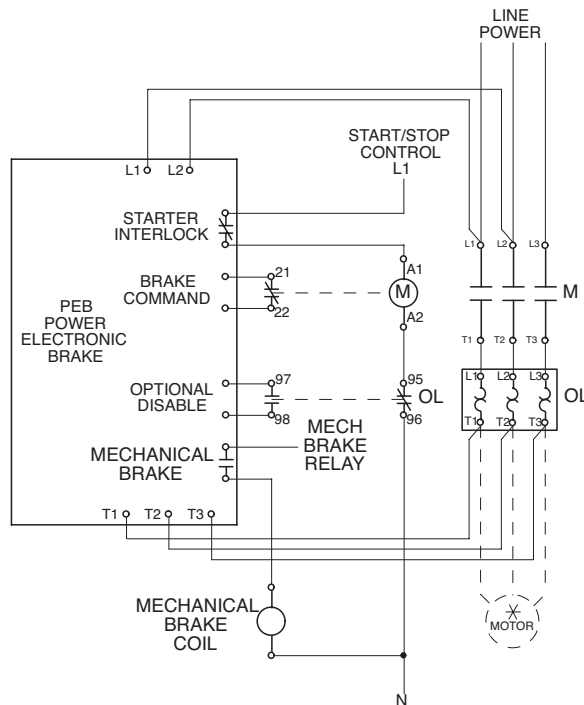 LINE
POWER
START/STOP
CONTROL
L1
L1 L2
STARTER
INTERLOCK
L1 L2 L3
21
A1
BRAKE
COMMAND
M
M
22
A2
PEB
POWER
ELECTRONIC
BRAKE
T1 T2 T3
97
95
L1 L2 L3
OPTIONAL
DISABLE
OL
OL
98
96
T1 T2 T3
MECHANICAL
BRAKE
MECH
BRAKE
RELAY
T1 T2 T3
MECHANICAL
BRAKE
COIL
MOTOR
N